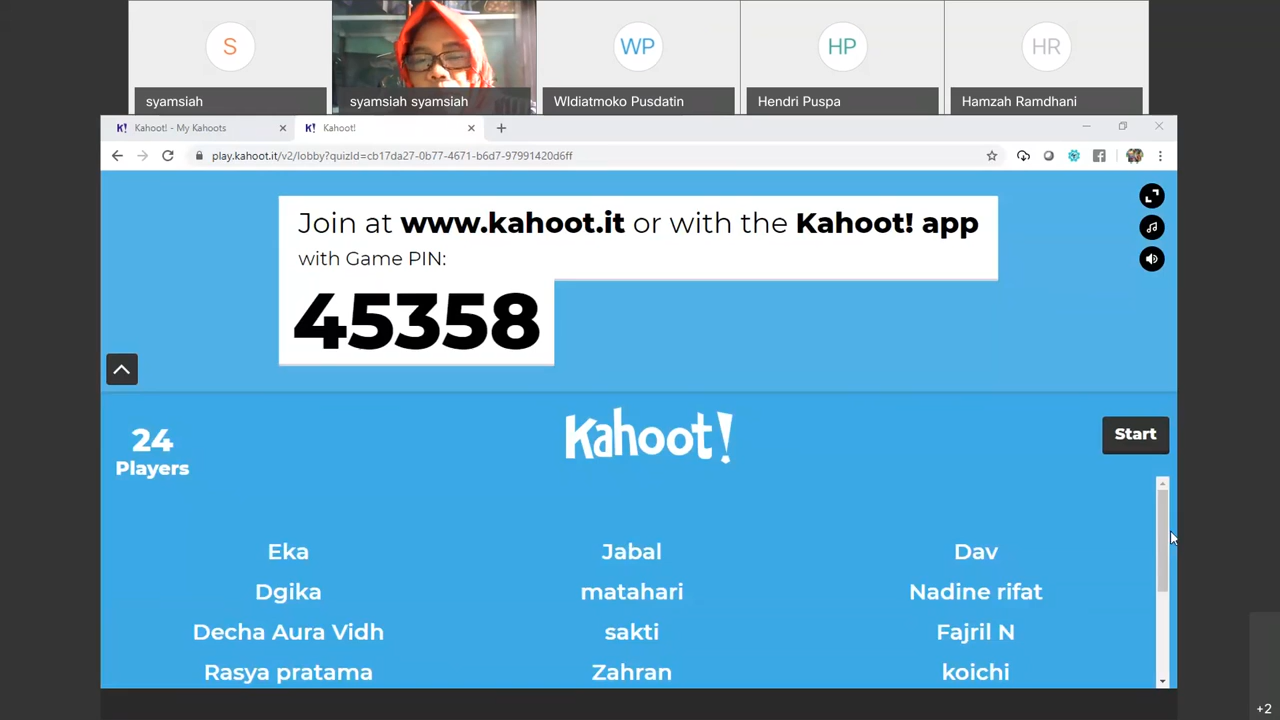 S
WP
HP
HR
syamsiah
syamsiah syamsiah
WIdiatmoko Pusdatin
Hendri Puspa
Hamzah Ramdhani
K! Kahoot! - My Kahoots
K! Kahoot!
play.kahoot.it/v2/lobby?quizId=cb17da27-0b77-4671-b6d7-97991420d6ff
Join at www.kahoot.it or with the Kahoot! app
with Game PIN:
45358
24
Players
Kahoot!
Start
Eka Jabal Dav
Dgika matahari Nadine rifat
Decha Aura Vidh sakti Fajril N
Rasya pratama Zahran koichi
+2